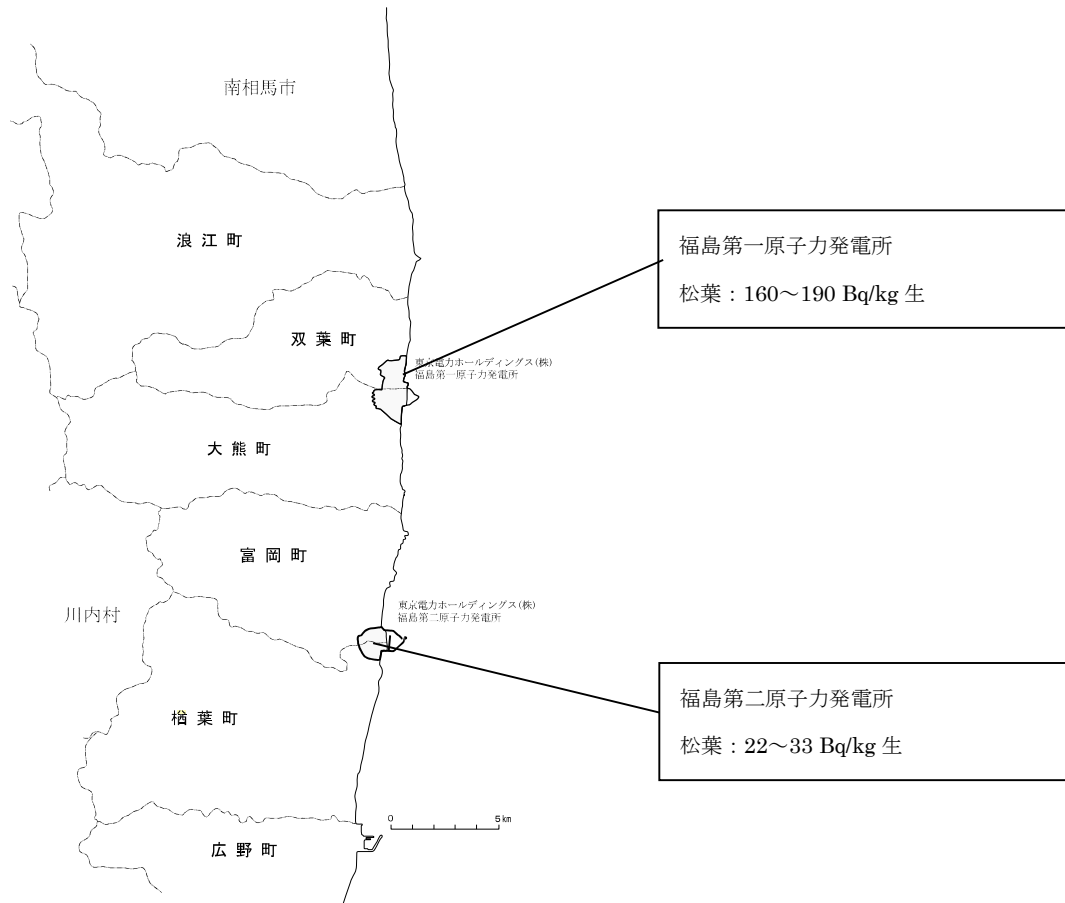 南相馬市
浪江町
福島第一原子力発電所
松葉：160～190 Bq/kg 生
双葉町
東京電力ホールディングス(株)
福島第一原子力発電所
大熊町
富岡町
川内村
東京電力ホールディングス(株)
福島第二原子力発電所
福島第二原子力発電所
松葉：22～33 Bq/kg 生
楢葉町
0 5km
広野町